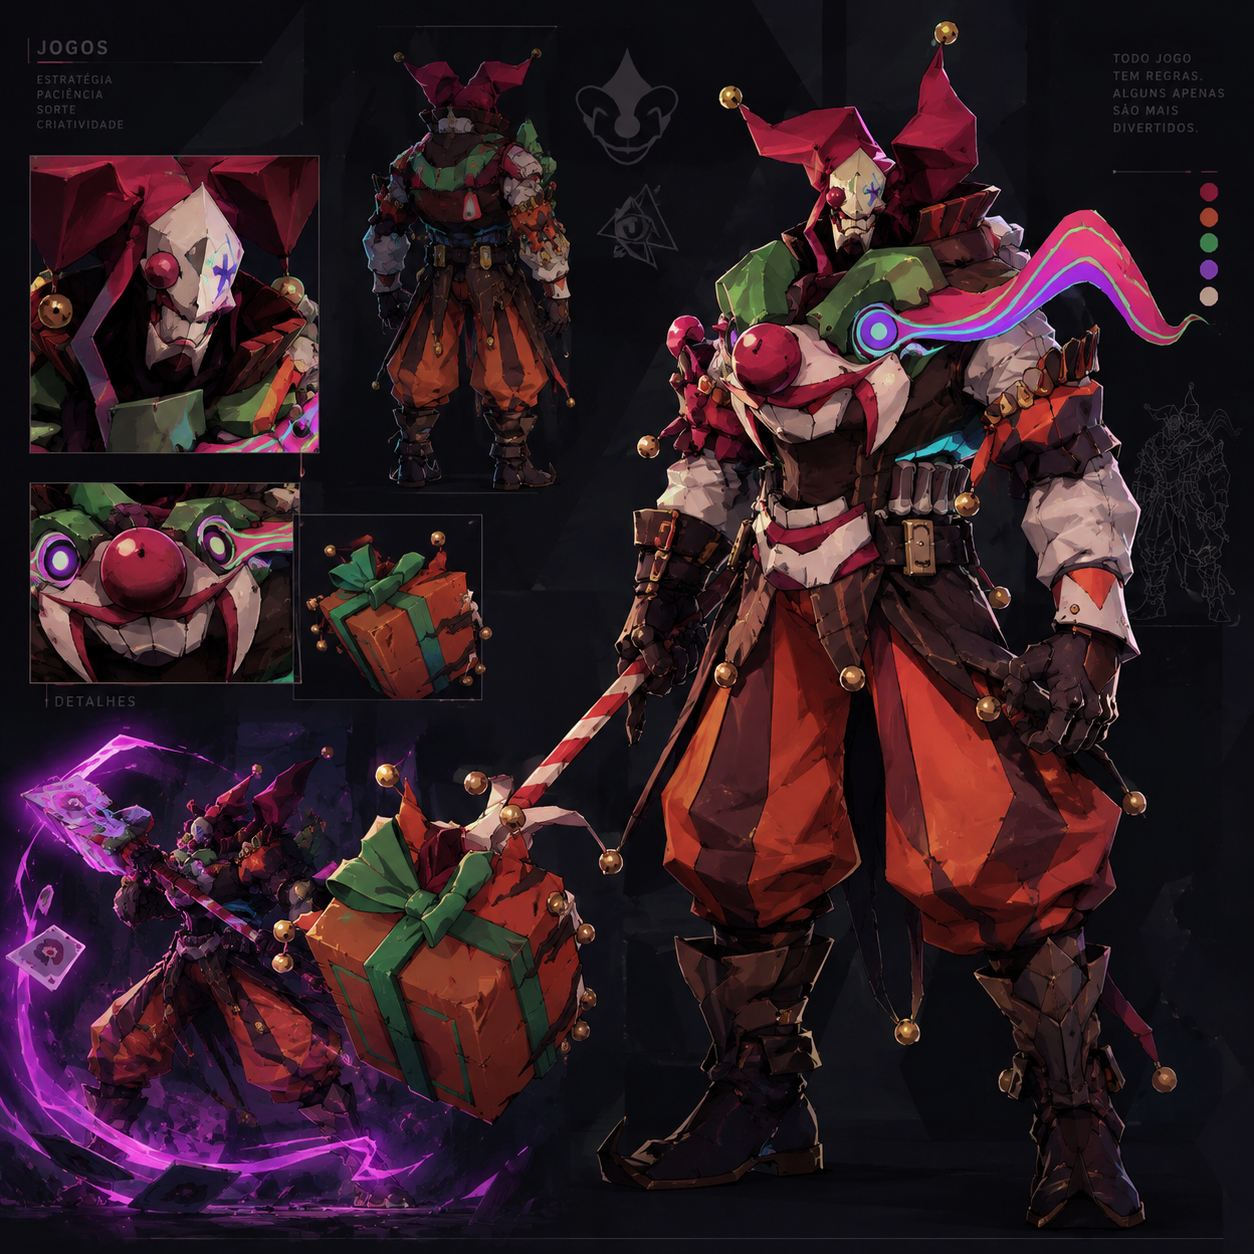 JOGOS
ESTRATÉGIA
PACIÊNCIA
SORTE
CRIATIVIDADE
TODO JOGO
TEM REGRAS.
ALGUNS APENAS
SÃO MAIS
DIVERTIDOS.
DETALHES